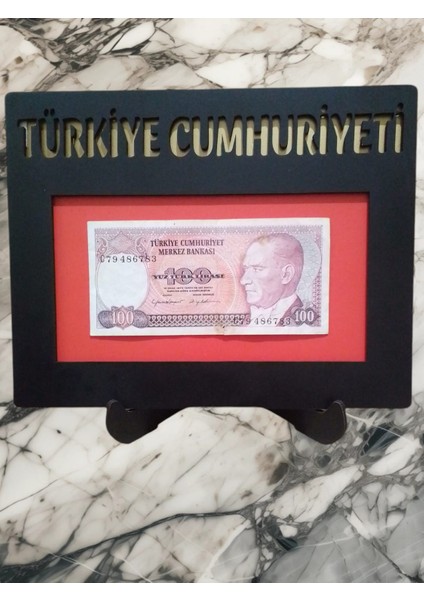 TÜRKİYE CUMHURİYETİ
TÜRKİYE CUMHURİYET
MERKEZ BANKASI
C79 486783
100
YÜZ TÜRK LİRASI
C79 486783
100
100